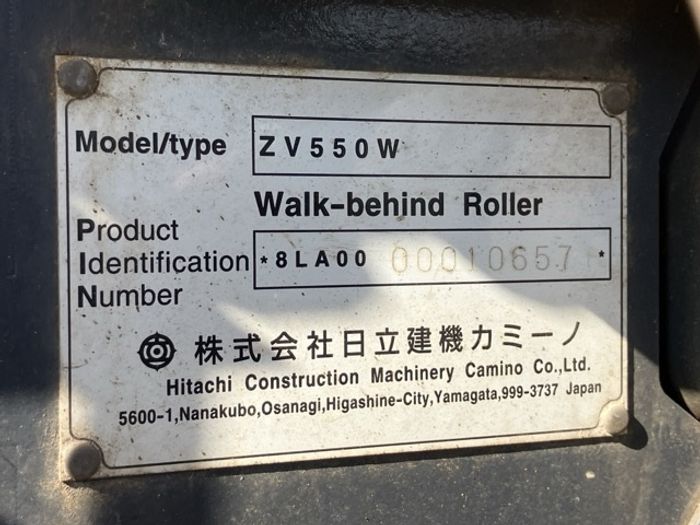 Model/type ZV550W
Walk-behind Roller
Product
Identification *8LA00 00010657*
Number
株式会社日立建機カミーノ
Hitachi Construction Machinery Camino Co.,Ltd.
5600-1,Nanakubo,Osanagi,Higashine-City,Yamagata,999-3737 Japan